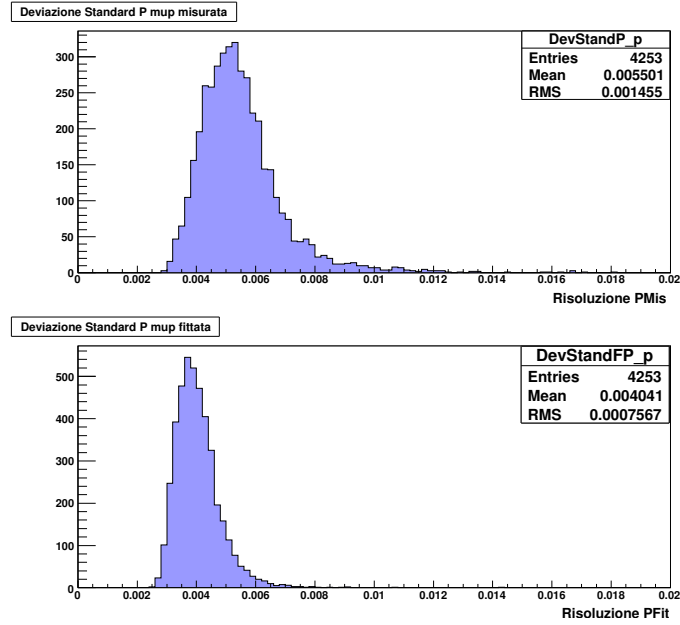 Deviazione Standard P mup misurata
DevStandP_p
Entries 4253
Mean 0.005501
RMS 0.001455
300
250
200
150
100
50
0
0 0.002 0.004 0.006 0.008 0.01 0.012 0.014 0.016 0.018 0.02
Risoluzione PMis
Deviazione Standard P mup fittata
DevStandFP_p
Entries 4253
Mean 0.004041
RMS 0.0007567
500
400
300
200
100
0
0 0.002 0.004 0.006 0.008 0.01 0.012 0.014 0.016 0.018 0.02
Risoluzione PFit